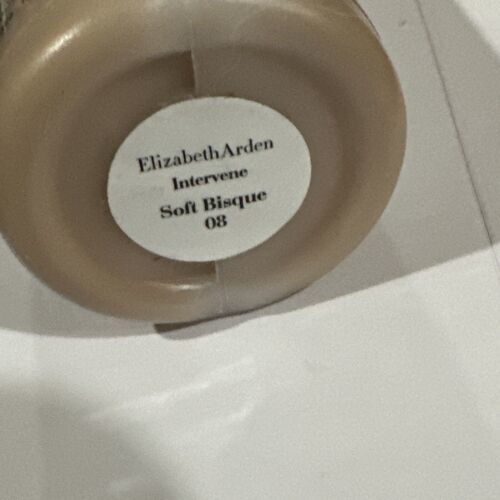 ElizabethArden
Intervene
Soft Bisque
08